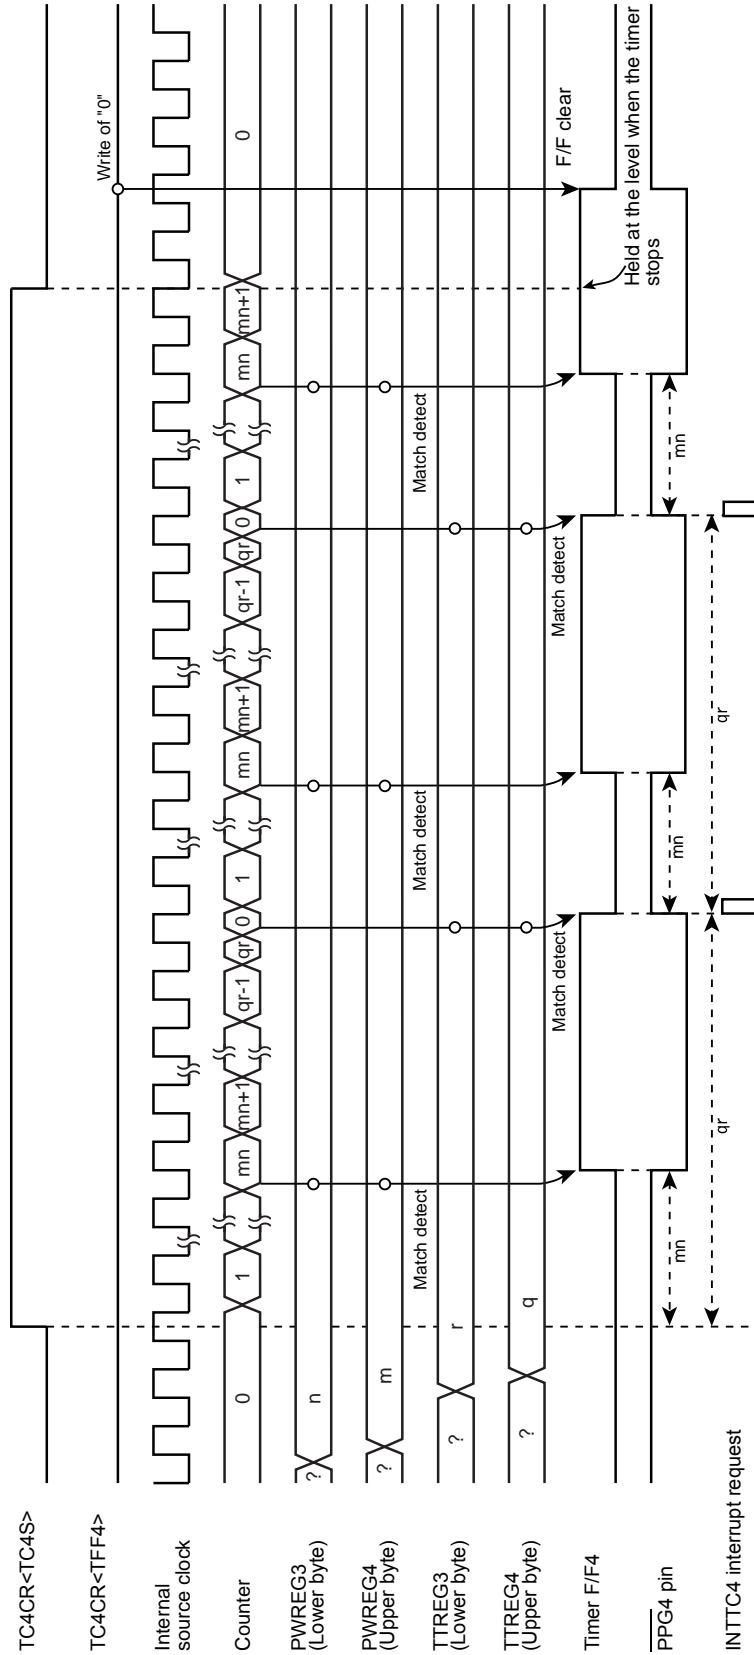 TC4CR<TC4S>
TC4CR<TFF4>
Write of "0"
Internal
source clock
Counter
0
1
mn
mn+1
qr-1
qr
0
1
mn
mn+1
qr-1
qr
0
1
mn
mn+1
0
PWREG3
(Lower byte)
?
n
PWREG4
(Upper byte)
?
m
Match detect
Match detect
Match detect
TTREG3
(Lower byte)
?
r
TTREG4
(Upper byte)
?
q
Match detect
Match detect
F/F clear
Timer F/F4
Held at the level when the timer
stops
PPG4 pin
mn
mn
mn
qr
qr
INTTC4 interrupt request